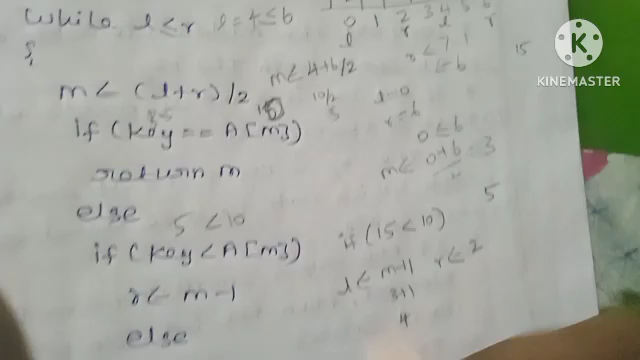 While l ≤ r l = 4 ≤ 6
0 1 2 3 4 5 6
l r l r
{
m ← 4+6/2
15
KINEMASTER
m ← (l+r)/2 10/2 l=0
5 r=6
if (Key == A[m]) 0 ≤ 6
return m m ← 0+6 3
else 5 < 10 5
if (Key < A[m]) if (15 < 10)
r ← m-1 l ← m+1 r ← 2
3+1
else 4